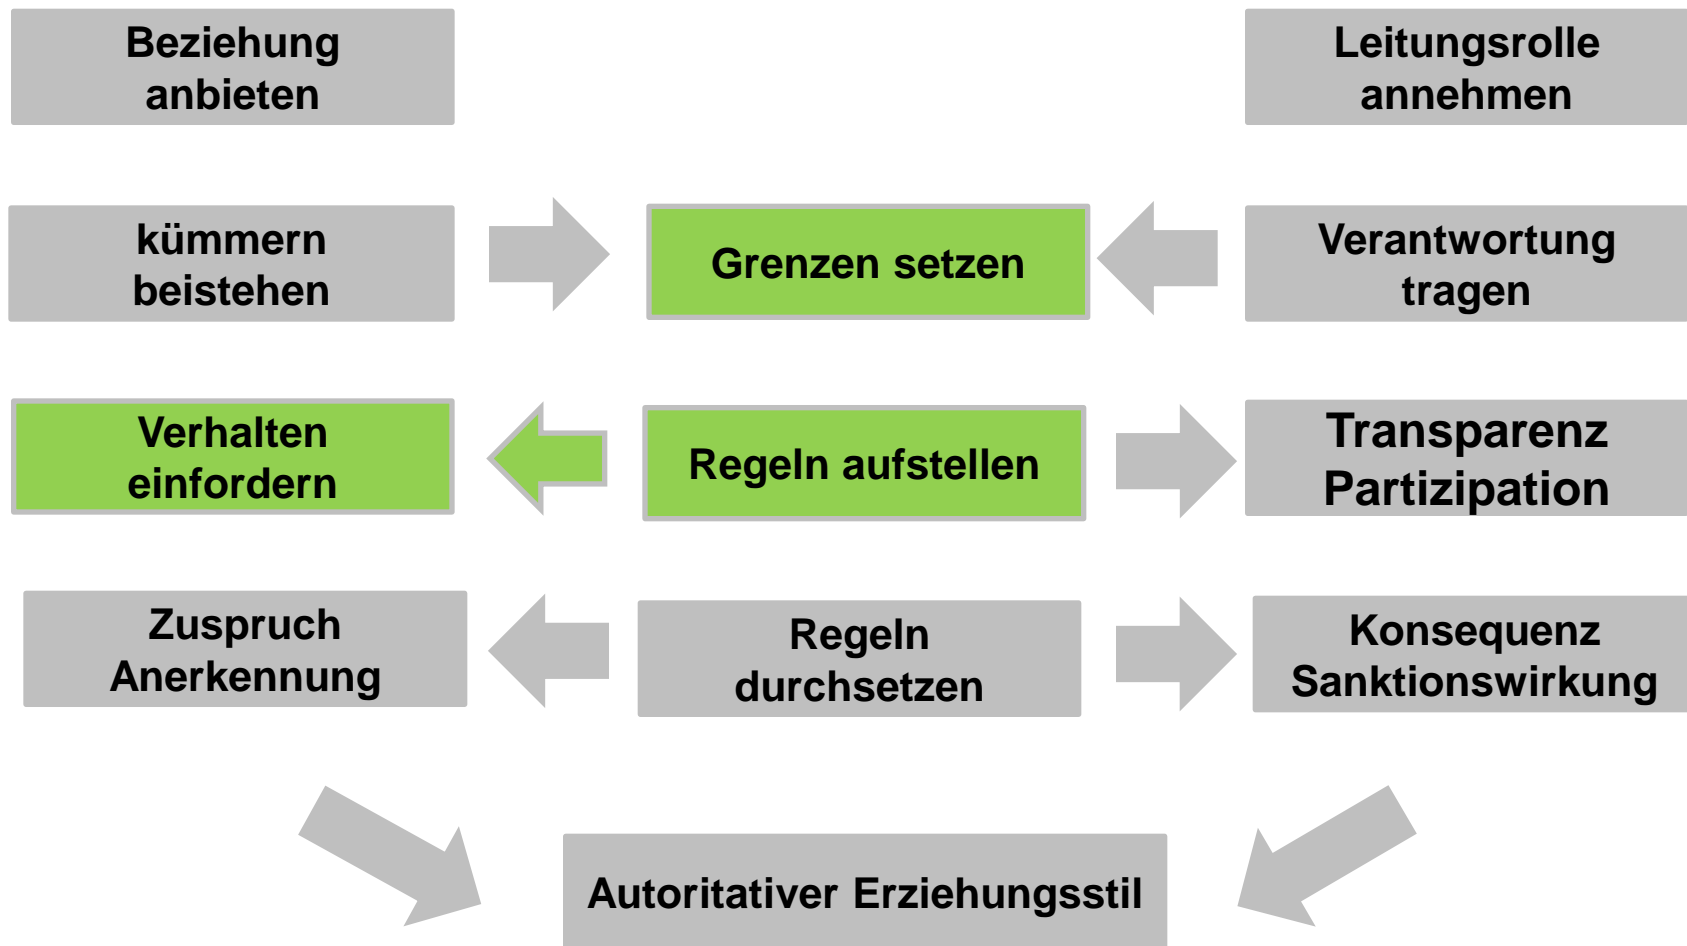 Beziehung
anbieten
Leitungsrolle
annehmen
kümmern
beistehen
Grenzen setzen
Verantwortung
tragen
Verhalten
einfordern
Regeln aufstellen
Transparenz
Partizipation
Zuspruch
Anerkennung
Regeln
durchsetzen
Konsequenz
Sanktionswirkung
Autoritativer Erziehungsstil